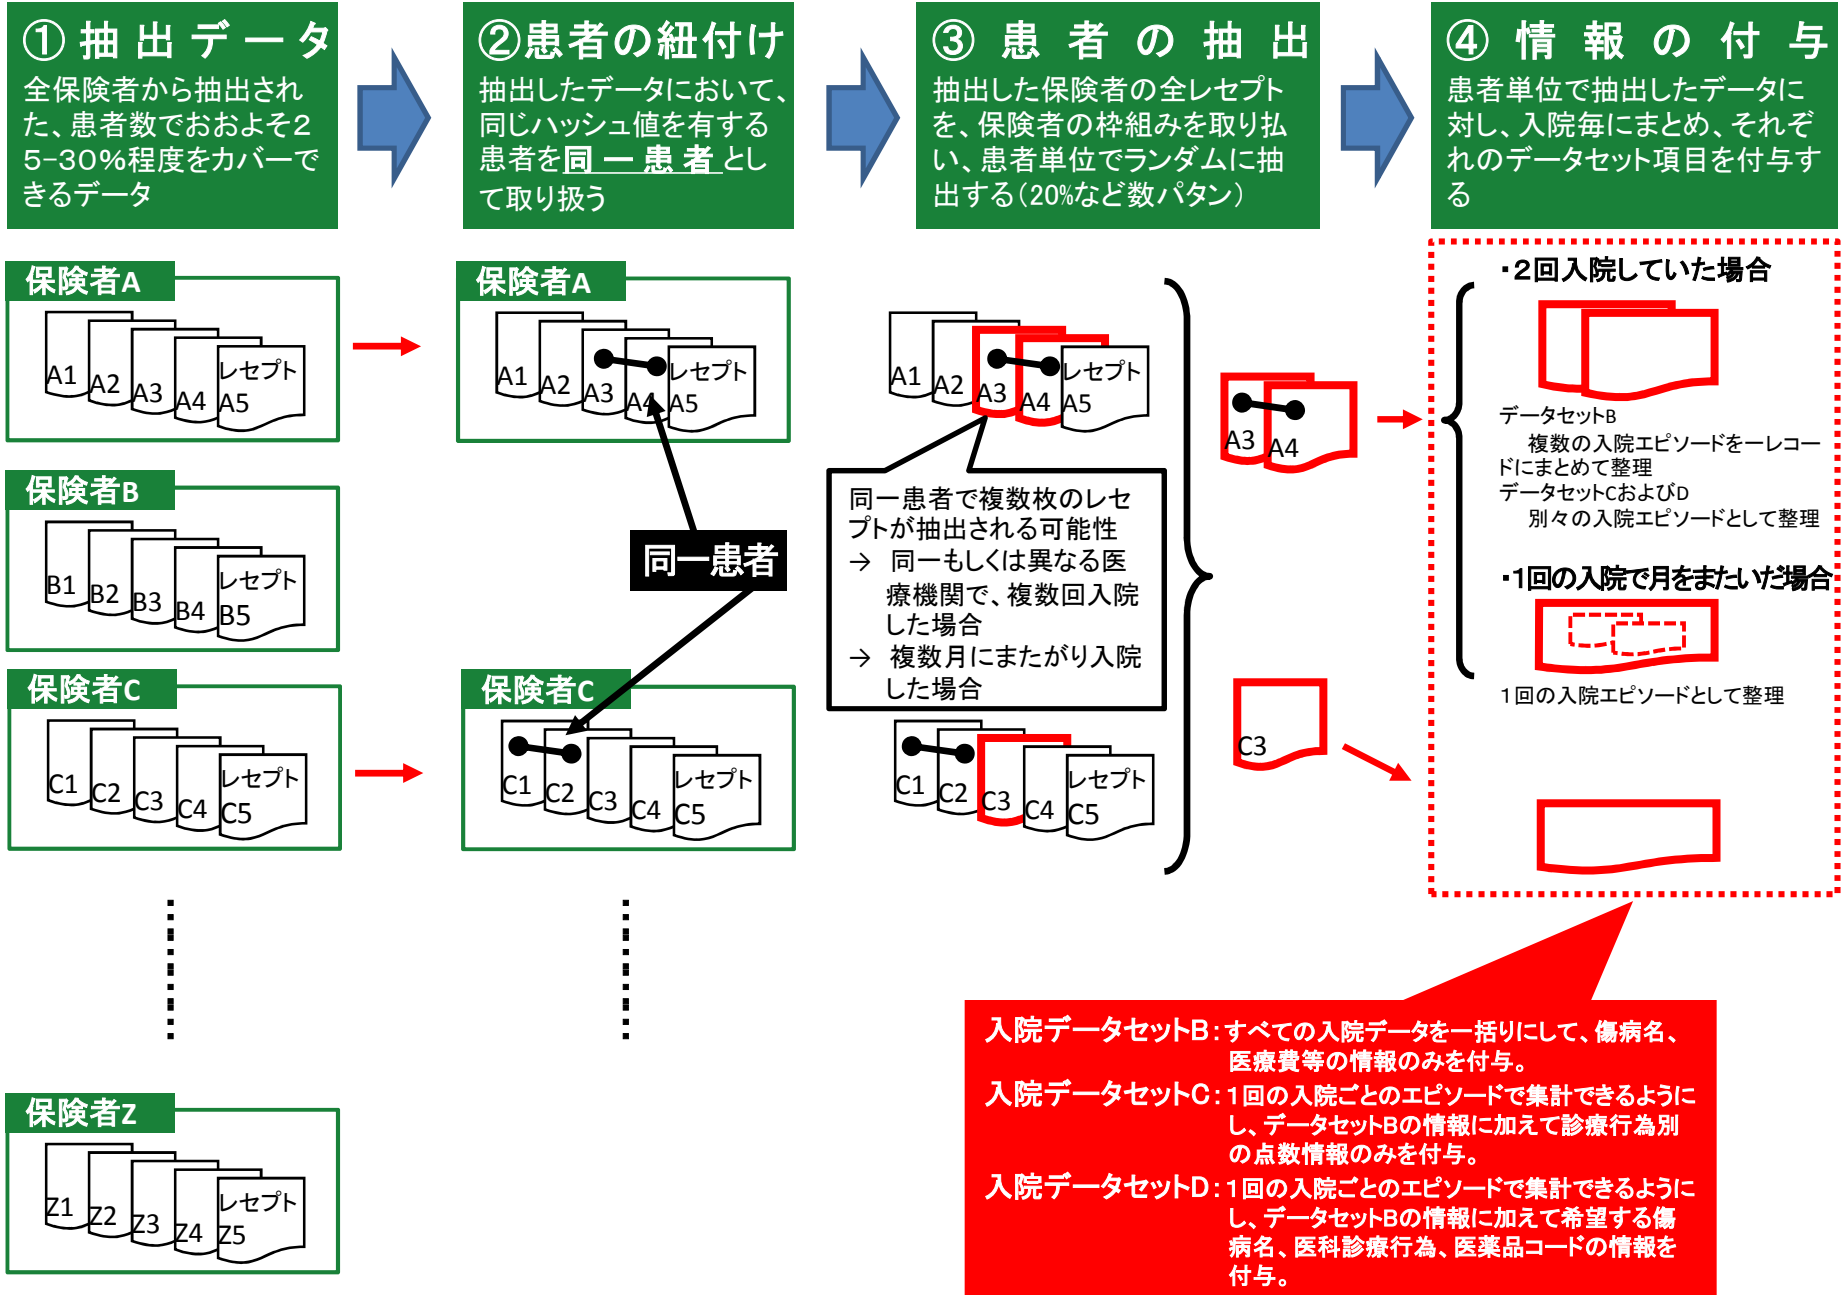 ①抽出データ
全保険者から抽出され
た、患者数でおおよそ２
５-３０％程度をカバーで
きるデータ
②患者の紐付け
抽出したデータにおいて、
同じハッシュ値を有する
患者を同一患者とし
て取り扱う
③患者の抽出
抽出した保険者の全レセプト
を、保険者の枠組みを取り払
い、患者単位でランダムに抽
出する（20%など数パタン）
④情報の付与
患者単位で抽出したデータに
対し、入院毎にまとめ、それぞ
れのデータセット項目を付与す
る
保険者A
A1
A2
A3
A4
レセプト
A5
保険者B
B1
B2
B3
B4
レセプト
B5
保険者C
C1
C2
C3
C4
レセプト
C5
保険者Z
Z1
Z2
Z3
Z4
レセプト
Z5
保険者A
A1
A2
A3
A4
レセプト
A5
同一患者
保険者C
C1
C2
C3
C4
レセプト
C5
A1
A2
A3
A4
レセプト
A5
同一患者で複数枚のレセ
プトが抽出される可能性
→ 同一もしくは異なる医
療機関で、複数回入院
した場合
→ 複数月にまたがり入院
した場合
C1
C2
C3
C4
レセプト
C5
A3
A4
C3
・２回入院していた場合
データセットB
複数の入院エピソードを一レコー
ドにまとめて整理
データセットCおよびD
別々の入院エピソードとして整理
・１回の入院で月をまたいだ場合
１回の入院エピソードとして整理
入院データセットB：すべての入院データを一括りにして、傷病名、
医療費等の情報のみを付与。
入院データセットC：１回の入院ごとのエピソードで集計できるように
し、データセットBの情報に加えて診療行為別
の点数情報のみを付与。
入院データセットD：１回の入院ごとのエピソードで集計できるように
し、データセットBの情報に加えて希望する傷
病名、医科診療行為、医薬品コードの情報を
付与。